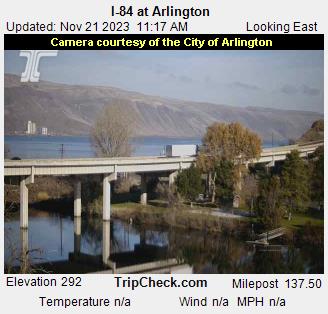 I-84 at Arlington
Updated: Nov 21 2023 11:17 AM Looking East
Camera courtesy of the City of Arlington
Elevation 292 TripCheck.com Milepost 137.50
Temperature n/a Wind n/a MPH n/a